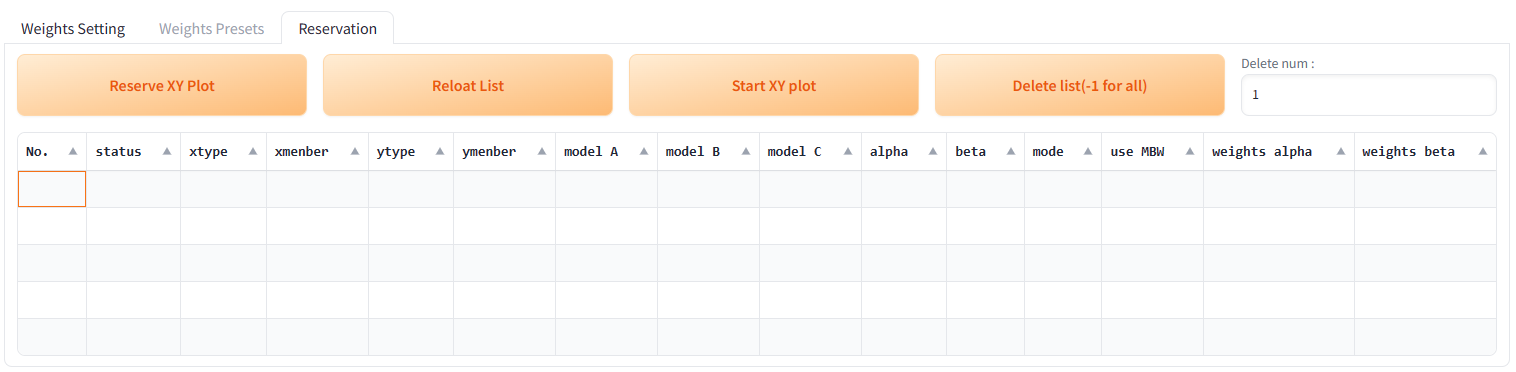 Weights Setting Weights Presets Reservation
Delete num :
Reserve XY Plot Reloat List Start XY plot Delete list(-1 for all) 1
No. status xtype xmenber ytype ymenber model A model B model C alpha beta mode use MBW weights alpha weights beta